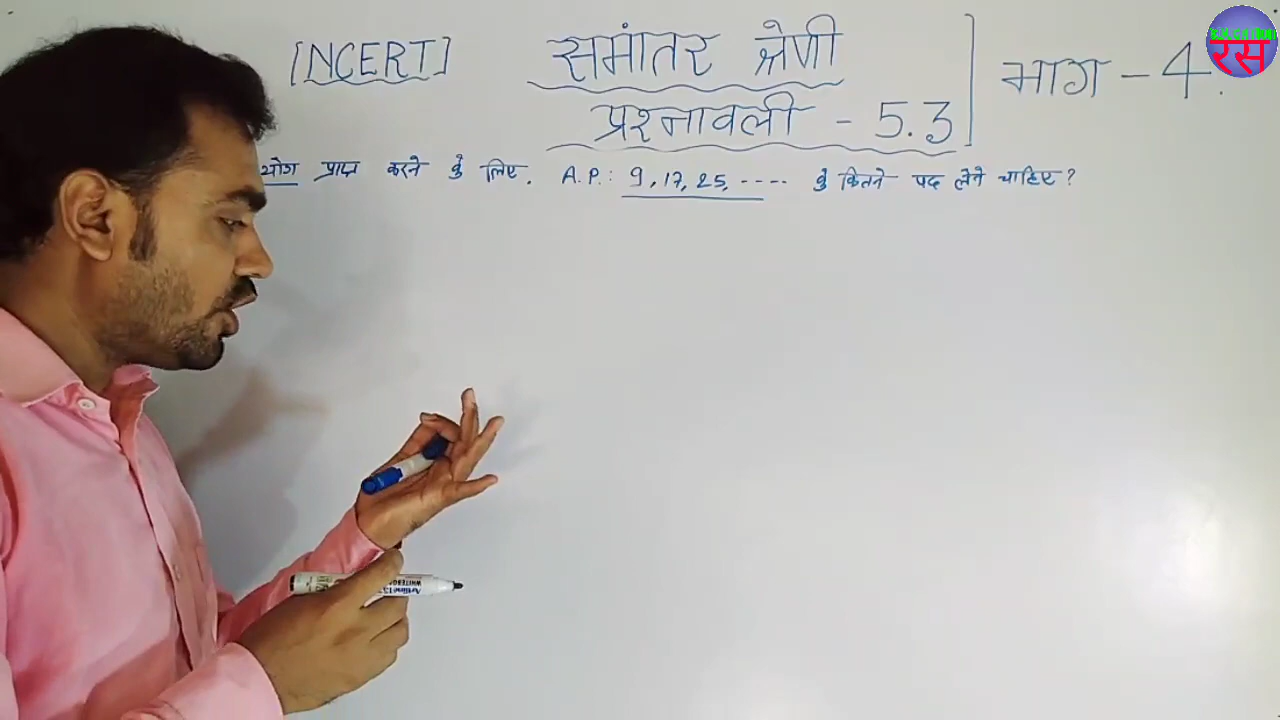 [NCERT] समांतर श्रेणी
प्रश्नावली - 5.3
भाग - 4.
योग प्राप्त करने के लिए. A.P.: 9, 17, 25, ---- के कितने पद लेने चाहिए?
रस